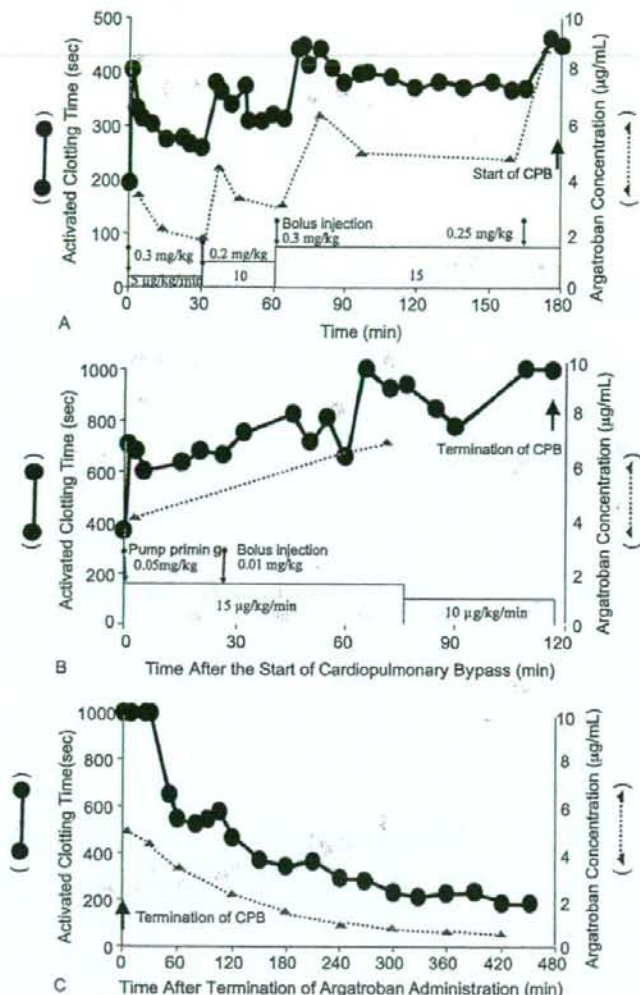 500
400
300
200
100
0
Activated Clotting Time (sec)
10
8
6
4
2
0
Argatroban Concentration (µg/mL)
Start of CPB
Bolus injection
0.3 mg/kg
0.2 mg/kg
0.3 mg/kg
0.25 mg/kg
5 µg/kg/min
10
15
0 30 60 90 120 150 180
A
Time (min)
1000
800
600
400
200
0
Activated Clotting Time (sec)
10
8
6
4
2
0
Argatroban Concentration (µg/mL)
Termination of CPB
Pump priming
0.05mg/kg
Bolus injection
0.01 mg/kg
15 µg/kg/min
10 µg/kg/min
0 30 60 90 120
B
Time After the Start of Cardiopulmonary Bypass (min)
1000
800
600
400
200
0
Activated Clotting Time(sec)
10
8
6
4
2
0
Argatroban Concentration (µg/mL)
Termination of CPB
0 60 120 180 240 300 360 420 480
C
Time After Termination of Argatroban Administration (min)